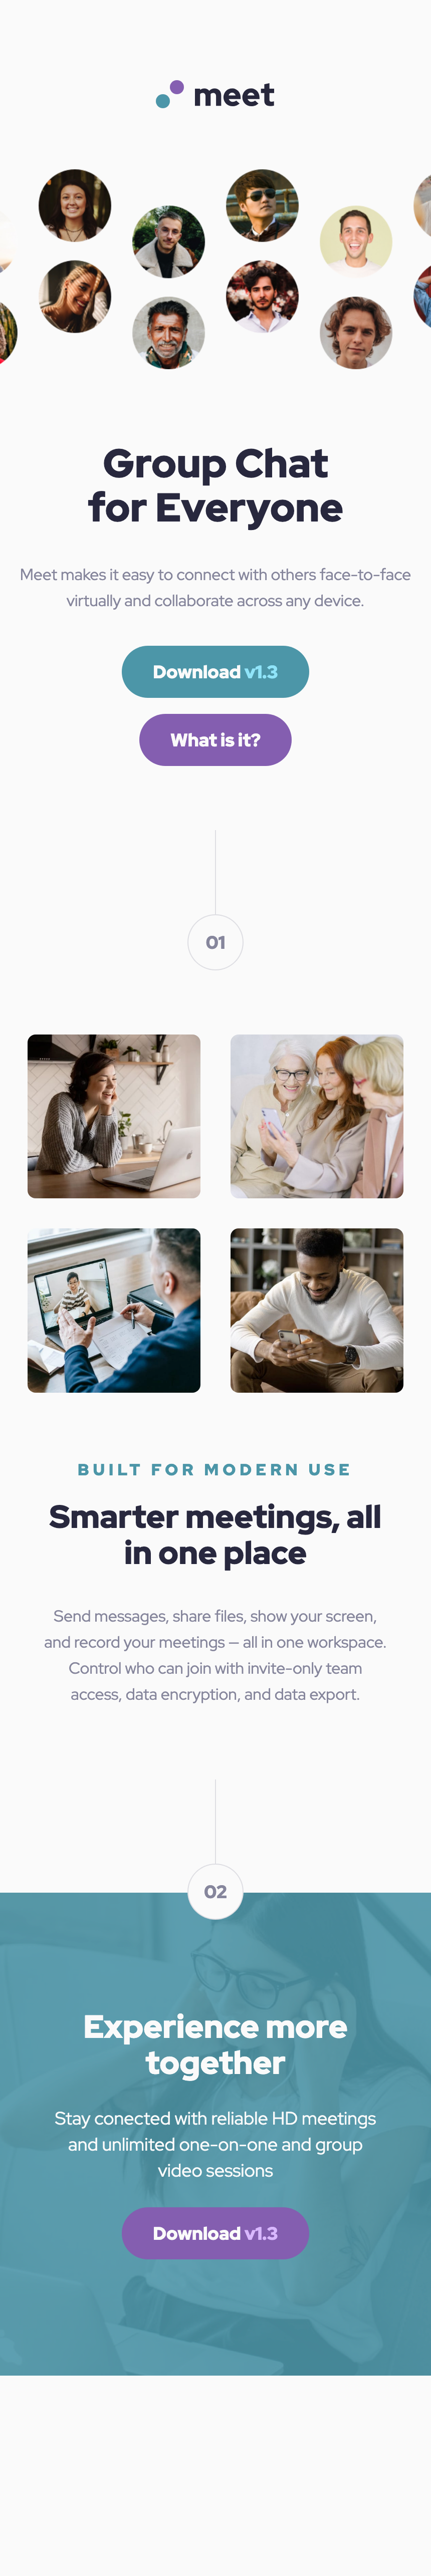 meet
Group Chat
for Everyone
Meet makes it easy to connect with others face-to-face
virtually and collaborate across any device.
Download v1.3
What is it?
01
BUILT FOR MODERN USE
Smarter meetings, all
in one place
Send messages, share files, show your screen,
and record your meetings — all in one workspace.
Control who can join with invite-only team
access, data encryption, and data export.
02
Experience more
together
Stay conected with reliable HD meetings
and unlimited one-on-one and group
video sessions
Download v1.3